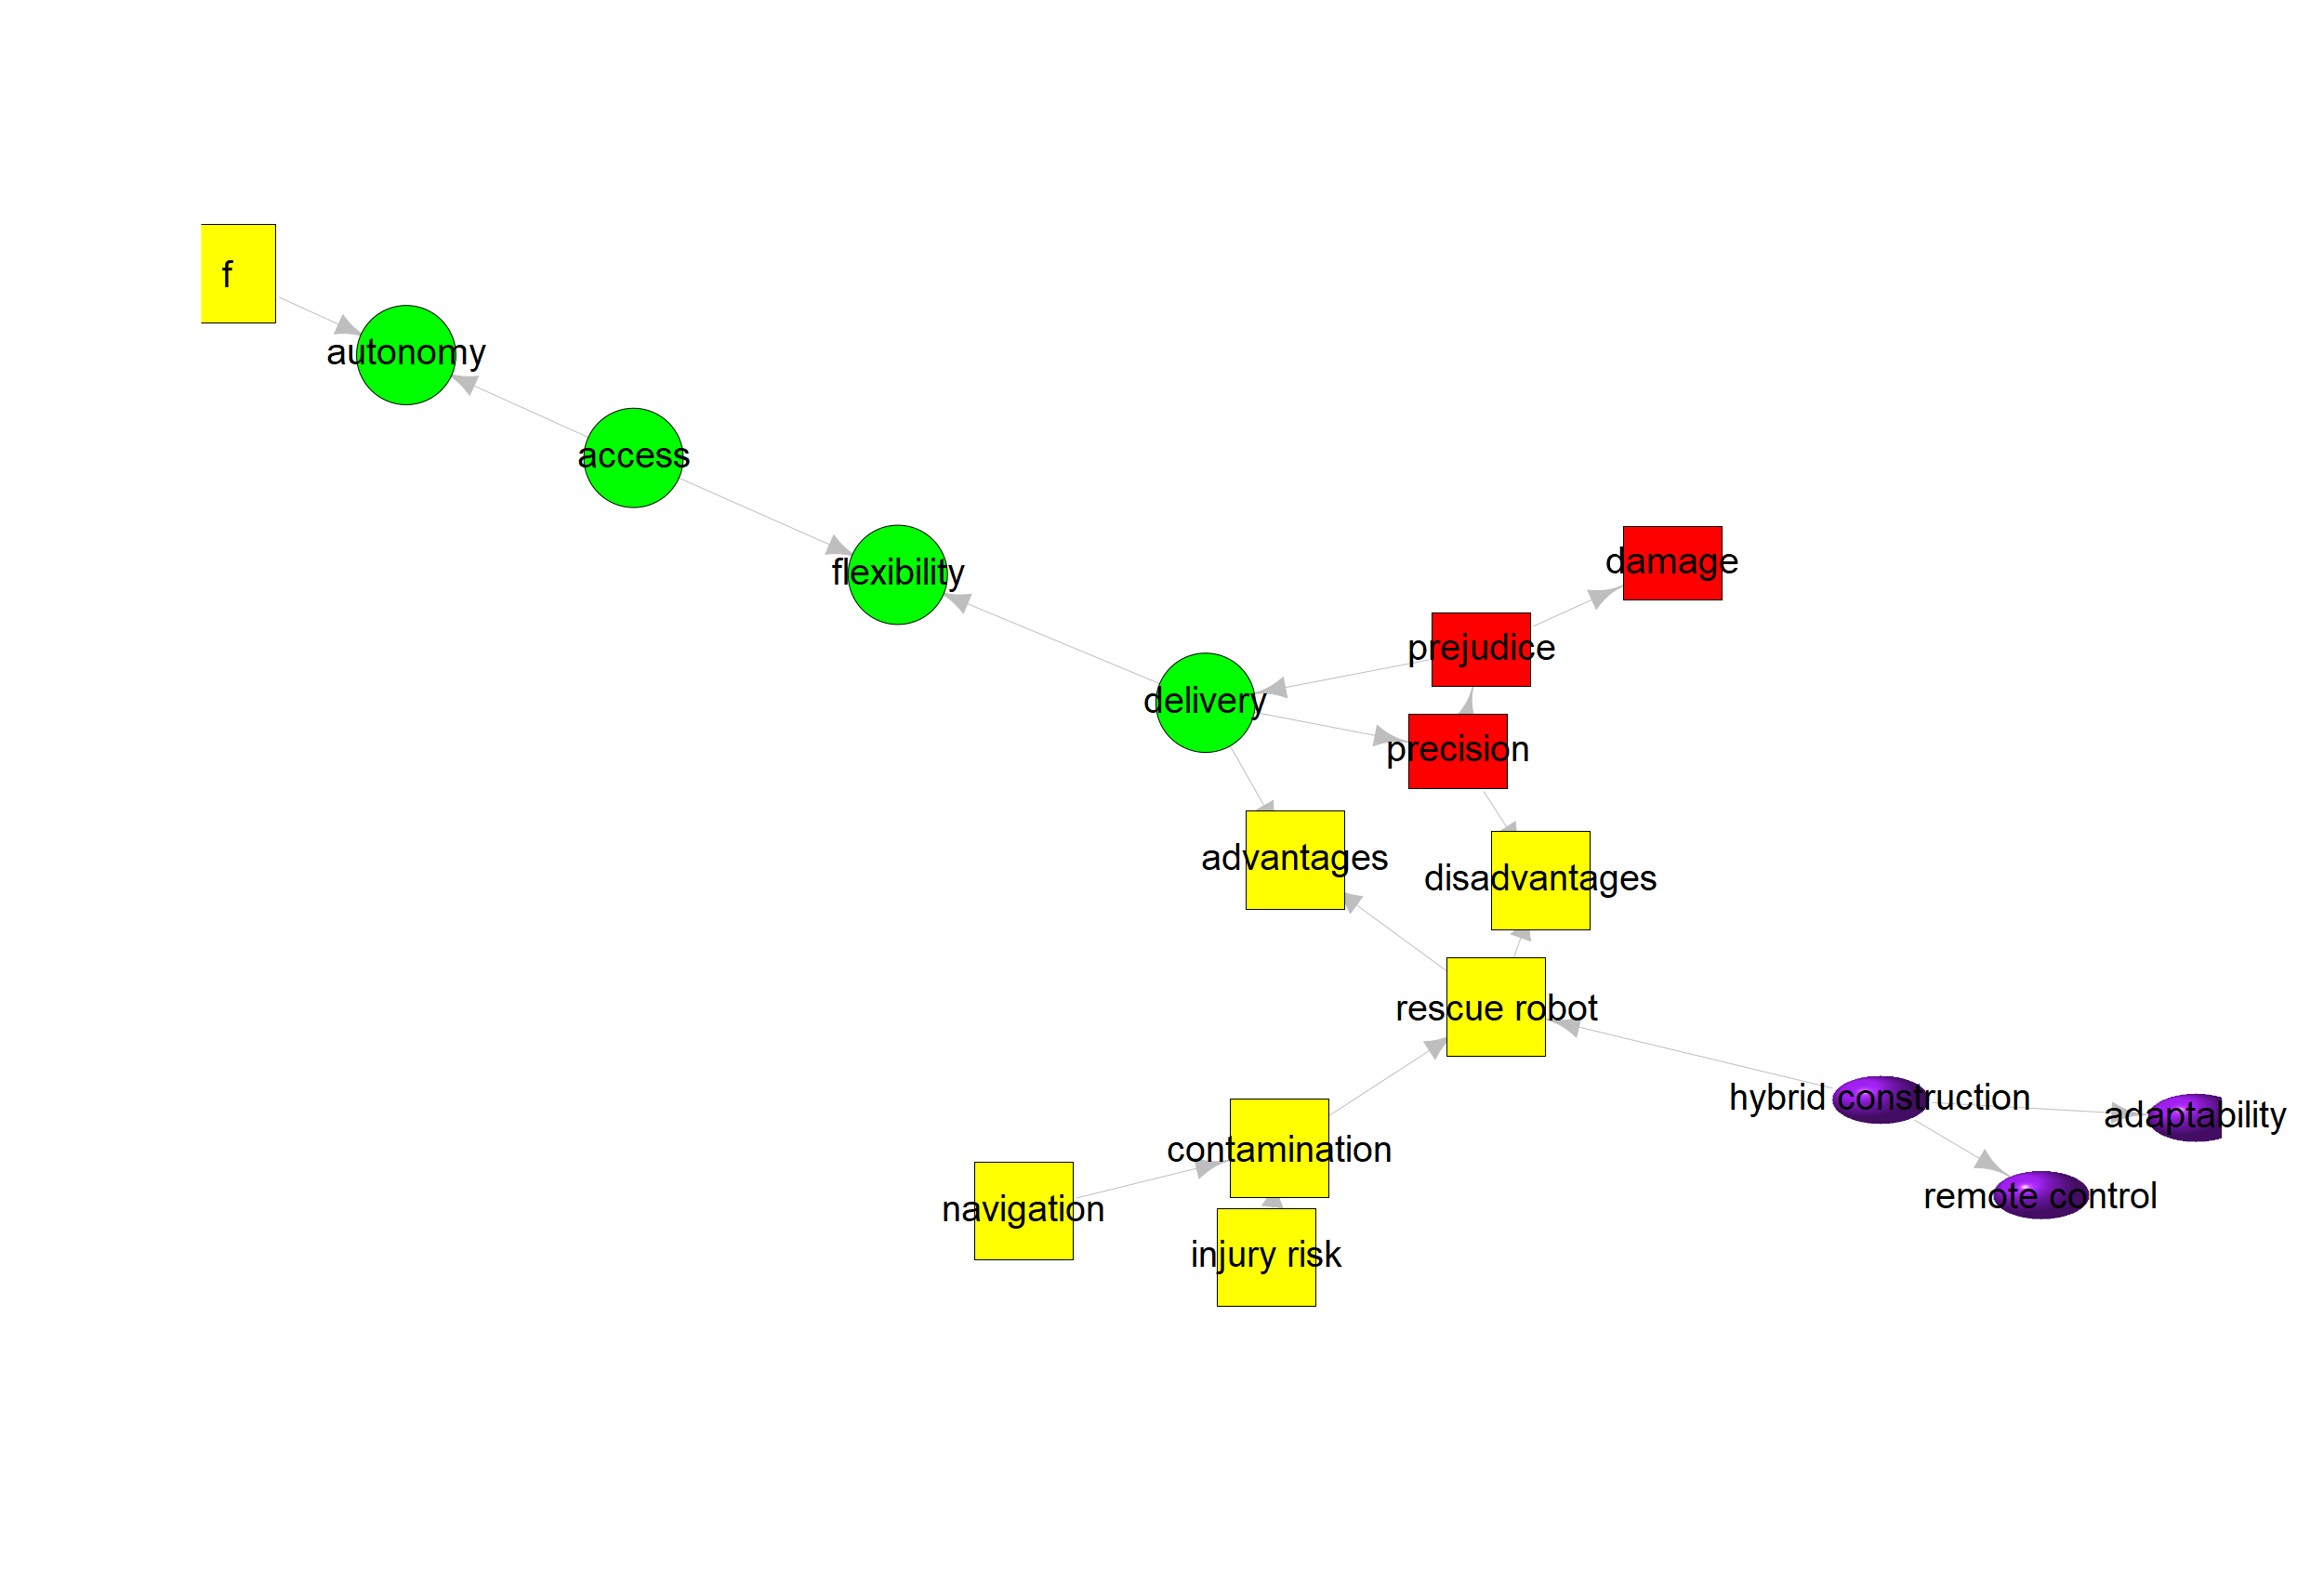 f
autonomy
access
flexibility
damage
prejudice
delivery
precision
advantages
disadvantages
rescue robot
hybrid construction
adaptability
contamination
remote control
navigation
injury risk